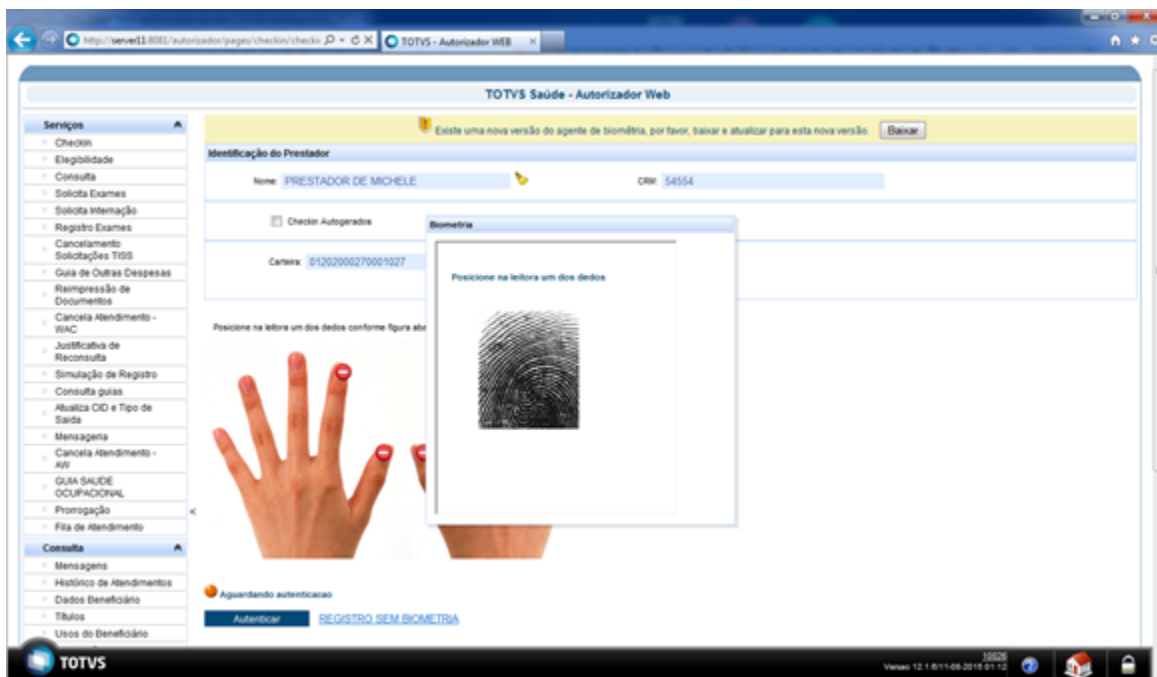 http://server11:8081/autorizador/pages/checkin/checki
TOTVS - Autorizador WEB
TOTVS Saúde - Autorizador Web
Serviços
Checkin
Elegibilidade
Consulta
Solicita Exames
Solicita Internação
Registro Exames
Cancelamento
Solicitações TISS
Guia de Outras Despesas
Reimpressão de
Documentos
Cancela Atendimento -
WAC
Justificativa de
Reconsulta
Simulação de Registro
Consulta guias
Atualiza CID e Tipo de
Saída
Mensageria
Cancela Atendimento -
AW
GUIA SAUDE
OCUPACIONAL
Prorrogação
Fila de Atendimento
Consulta
Mensagens
Histórico de Atendimentos
Dados Beneficiário
Títulos
Usos do Beneficiário
Existe uma nova versão do agente de biométria, por favor, baixar e atualizar para esta nova versão.
Baixar
Identificação do Prestador
Nome: PRESTADOR DE MICHELE
CRM: 54554
Checkin Autogerados
Carteira: 01202000270001027
Posicione na leitora um dos dedos conforme figura aba
Biometria
Posicione na leitora um dos dedos
Aguardando autenticacao
Autenticar
REGISTRO SEM BIOMETRIA
TOTVS
10026